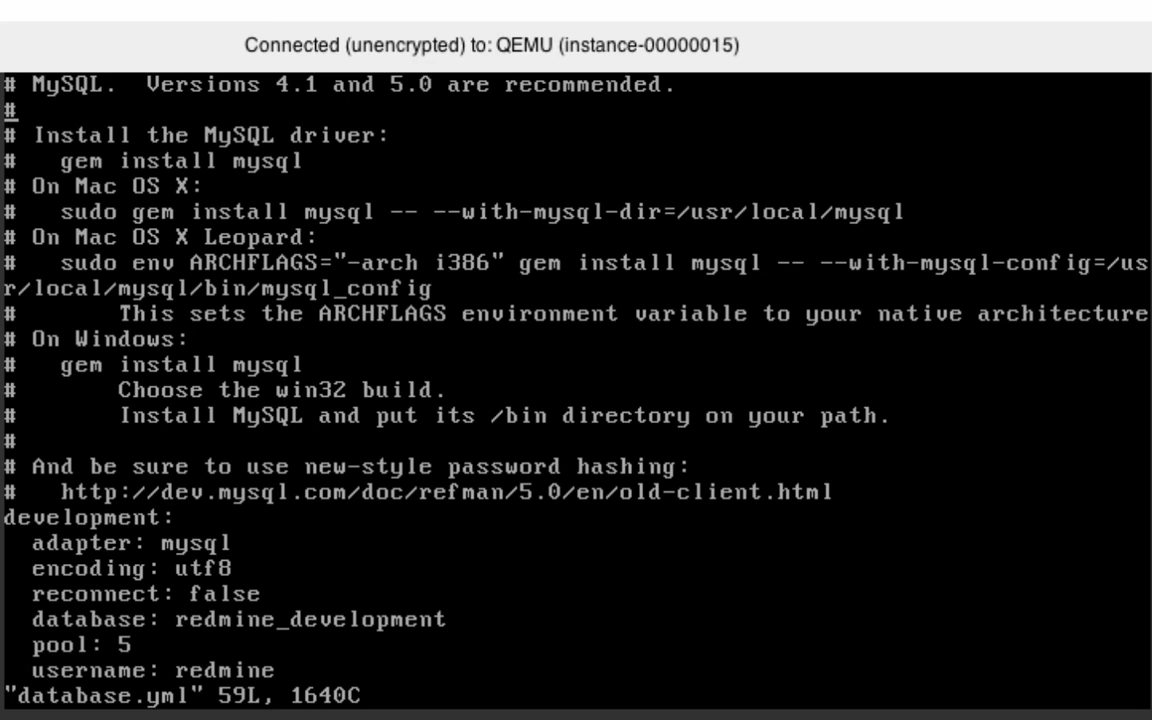 Connected (unencrypted) to: QEMU (instance-00000015)
# MySQL.  Versions 4.1 and 5.0 are recommended.
#
# Install the MySQL driver:
#   gem install mysql
# On Mac OS X:
#   sudo gem install mysql -- --with-mysql-dir=/usr/local/mysql
# On Mac OS X Leopard:
#   sudo env ARCHFLAGS="-arch i386" gem install mysql -- --with-mysql-config=/us
r/local/mysql/bin/mysql_config
#       This sets the ARCHFLAGS environment variable to your native architecture
# On Windows:
#   gem install mysql
#       Choose the win32 build.
#       Install MySQL and put its /bin directory on your path.
#
# And be sure to use new-style password hashing:
#   http://dev.mysql.com/doc/refman/5.0/en/old-client.html
development:
  adapter: mysql
  encoding: utf8
  reconnect: false
  database: redmine_development
  pool: 5
  username: redmine
"database.yml" 59L, 1640C